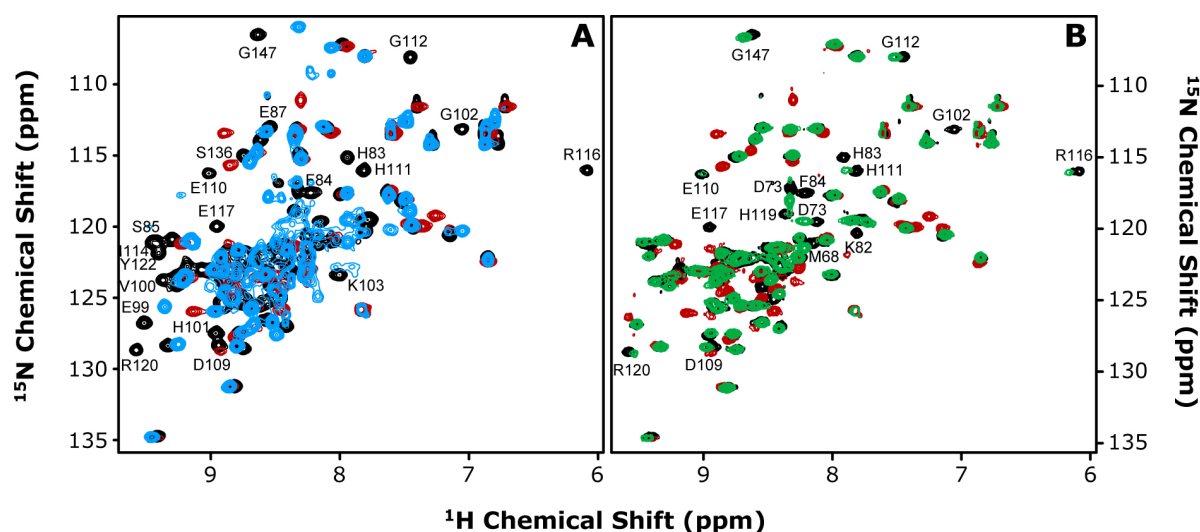 A
B
G147
G112
E87
G102
S136
H83
R116
E110
F84
H111
E117
S85
I114
Y122
V100
K103
E99
H101
R120
D109
G147
G112
G102
H83
R116
H111
E110
D73
F84
E117
H119
D73
K82
M68
R120
D109
110
115
120
125
130
135
110
115
120
125
130
135
9
8
7
6
9
8
7
6
15N Chemical Shift (ppm)
15N Chemical Shift (ppm)
1H Chemical Shift (ppm)